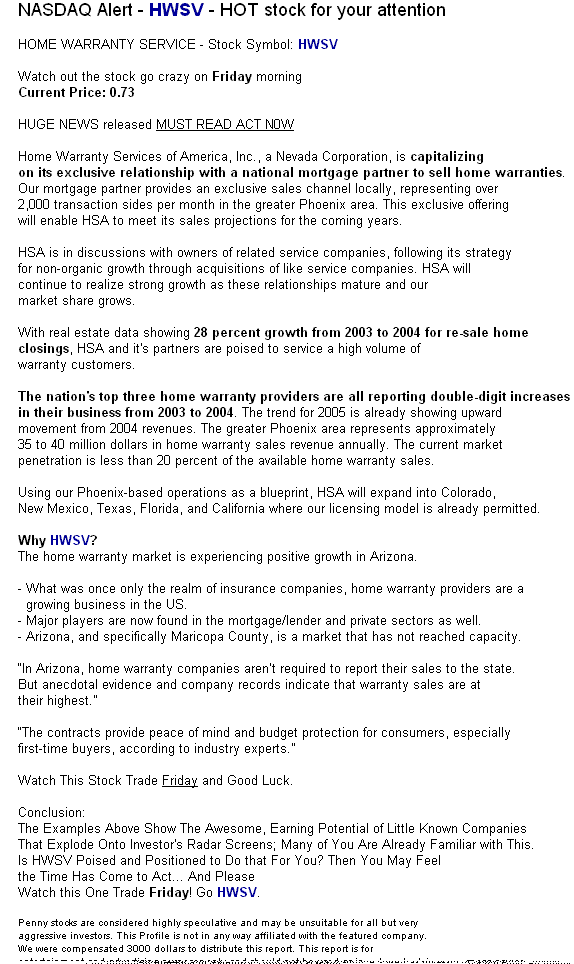 NASDAQ Alert - HWSV - HOT stock for your attention
HOME WARRANTY SERVICE - Stock Symbol: HWSV
Watch out the stock go crazy on Friday morning
Current Price: 0.73
HUGE NEWS released MUST READ ACT NOW
Home Warranty Services of America, Inc., a Nevada Corporation, is capitalizing
on its exclusive relationship with a national mortgage partner to sell home warranties.
Our mortgage partner provides an exclusive sales channel locally, representing over
2,000 transaction sides per month in the greater Phoenix area. This exclusive offering
will enable HSA to meet its sales projections for the coming years.
HSA is in discussions with owners of related service companies, following its strategy
for non-organic growth through acquisitions of like service companies. HSA will
continue to realize strong growth as these relationships mature and our
market share grows.
With real estate data showing 28 percent growth from 2003 to 2004 for re-sale home
closings, HSA and it's partners are poised to service a high volume of
warranty customers.
The nation's top three home warranty providers are all reporting double-digit increases
in their business from 2003 to 2004. The trend for 2005 is already showing upward
movement from 2004 revenues. The greater Phoenix area represents approximately
35 to 40 million dollars in home warranty sales revenue annually. The current market
penetration is less than 20 percent of the available home warranty sales.
Using our Phoenix-based operations as a blueprint, HSA will expand into Colorado,
New Mexico, Texas, Florida, and California where our licensing model is already permitted.
Why HWSV?
The home warranty market is experiencing positive growth in Arizona.
- What was once only the realm of insurance companies, home warranty providers are a
growing business in the US.
- Major players are now found in the mortgage/lender and private sectors as well.
- Arizona, and specifically Maricopa County, is a market that has not reached capacity.
"In Arizona, home warranty companies aren't required to report their sales to the state.
But anecdotal evidence and company records indicate that warranty sales are at
their highest."
"The contracts provide peace of mind and budget protection for consumers, especially
first-time buyers, according to industry experts."
Watch This Stock Trade Friday and Good Luck.
Conclusion:
The Examples Above Show The Awesome, Earning Potential of Little Known Companies
That Explode Onto Investor's Radar Screens; Many of You Are Already Familiar with This.
Is HWSV Poised and Positioned to Do that For You? Then You May Feel
the Time Has Come to Act... And Please
Watch this One Trade Friday! Go HWSV.
Penny stocks are considered highly speculative and may be unsuitable for all but very
aggressive investors. This Profile is not in any way affiliated with the featured company.
We were compensated 3000 dollars to distribute this report. This report is for